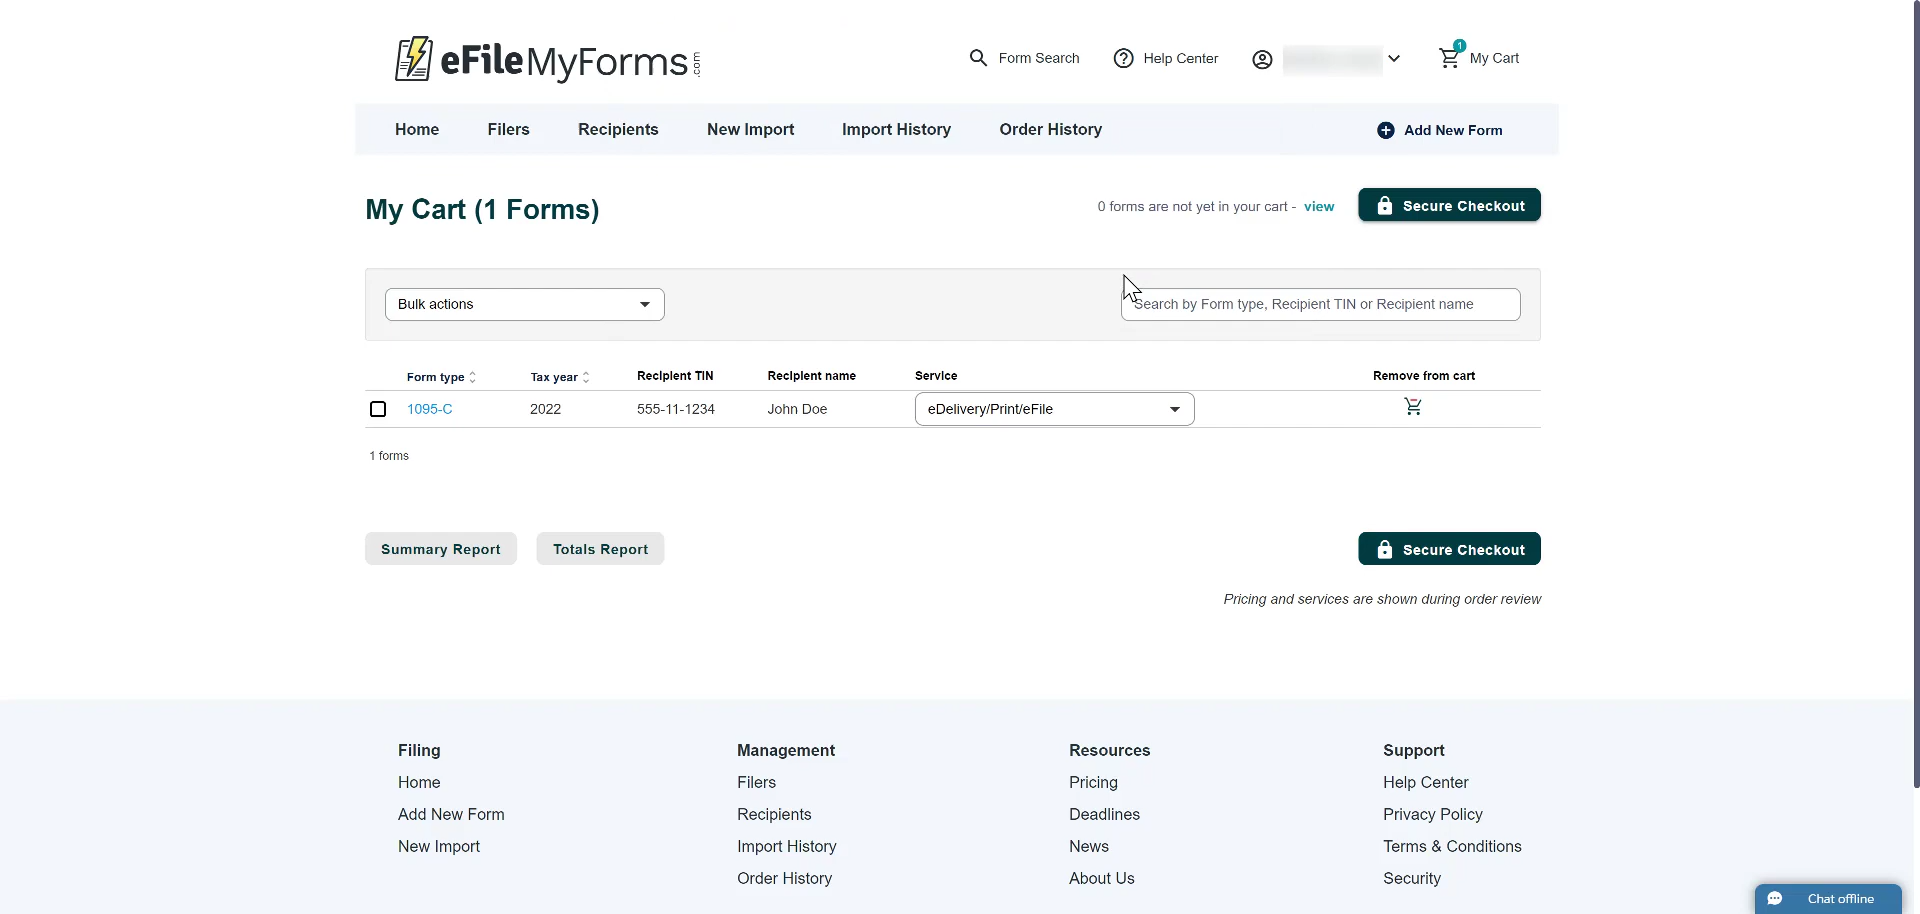 eFileMyForms.com
Form Search
Help Center
1
My Cart
Home
Filers
Recipients
New Import
Import History
Order History
Add New Form
My Cart (1 Forms)
0 forms are not yet in your cart - view
Secure Checkout
Bulk actions
Search by Form type, Recipient TIN or Recipient name
Form type
Tax year
Recipient TIN
Recipient name
Service
Remove from cart
1095-C
2022
555-11-1234
John Doe
eDelivery/Print/eFile
1 forms
Summary Report
Totals Report
Secure Checkout
Pricing and services are shown during order review
Filing
Home
Add New Form
New Import
Management
Filers
Recipients
Import History
Order History
Resources
Pricing
Deadlines
News
About Us
Support
Help Center
Privacy Policy
Terms & Conditions
Security
Chat offline